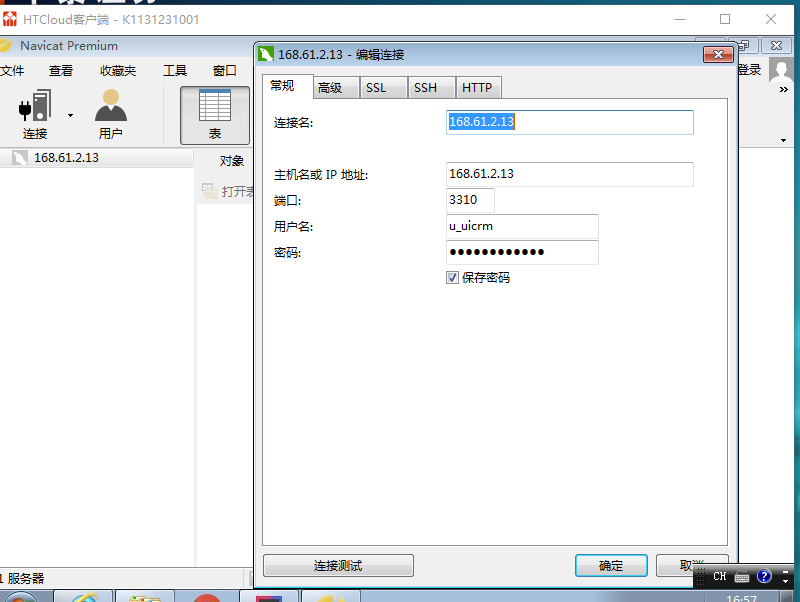 HTCloud客户端 - K1131231001
Navicat Premium
文件 查看 收藏夹 工具 窗口
登录
连接 用户 表
168.61.2.13
对象
打开表
168.61.2.13 - 编辑连接
常规 高级 SSL SSH HTTP
连接名: 168.61.2.13
主机名或 IP 地址: 168.61.2.13
端口: 3310
用户名: u_uicrm
密码: ●●●●●●●●●●●●
保存密码
连接测试 确定 取消
1 服务器
CH
16:57